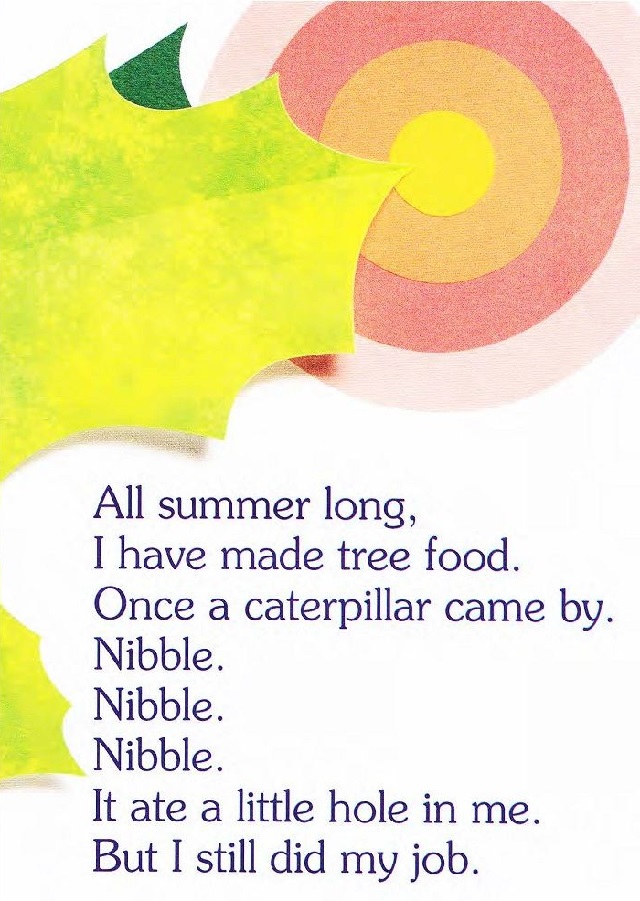 All summer long,
I have made tree food.
Once a caterpillar came by.
Nibble.
Nibble.
Nibble.
It ate a little hole in me.
But I still did my job.